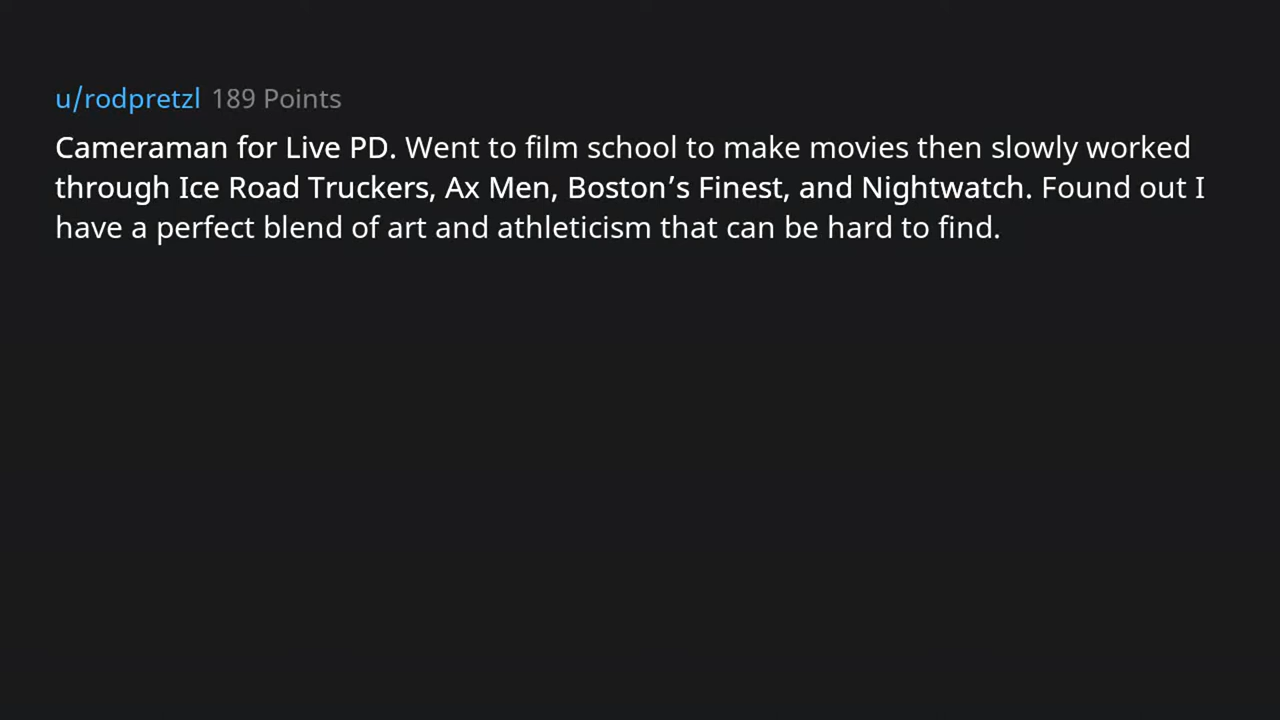 u/rodpretzl 189 Points
Cameraman for Live PD. Went to film school to make movies then slowly worked
through Ice Road Truckers, Ax Men, Boston’s Finest, and Nightwatch. Found out I
have a perfect blend of art and athleticism that can be hard to find.